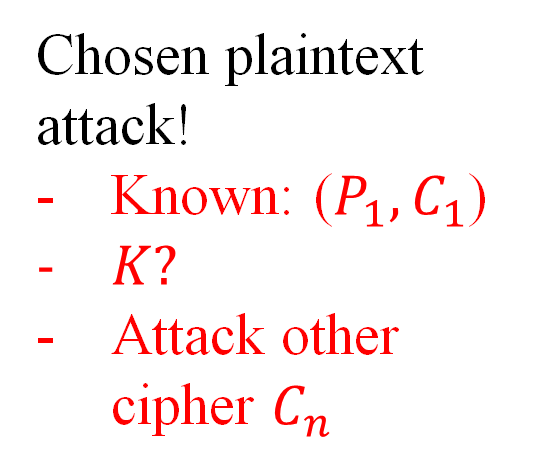 Chosen plaintext
attack!
- Known: (P₁, C₁)
- K?
- Attack other
cipher Cₙ